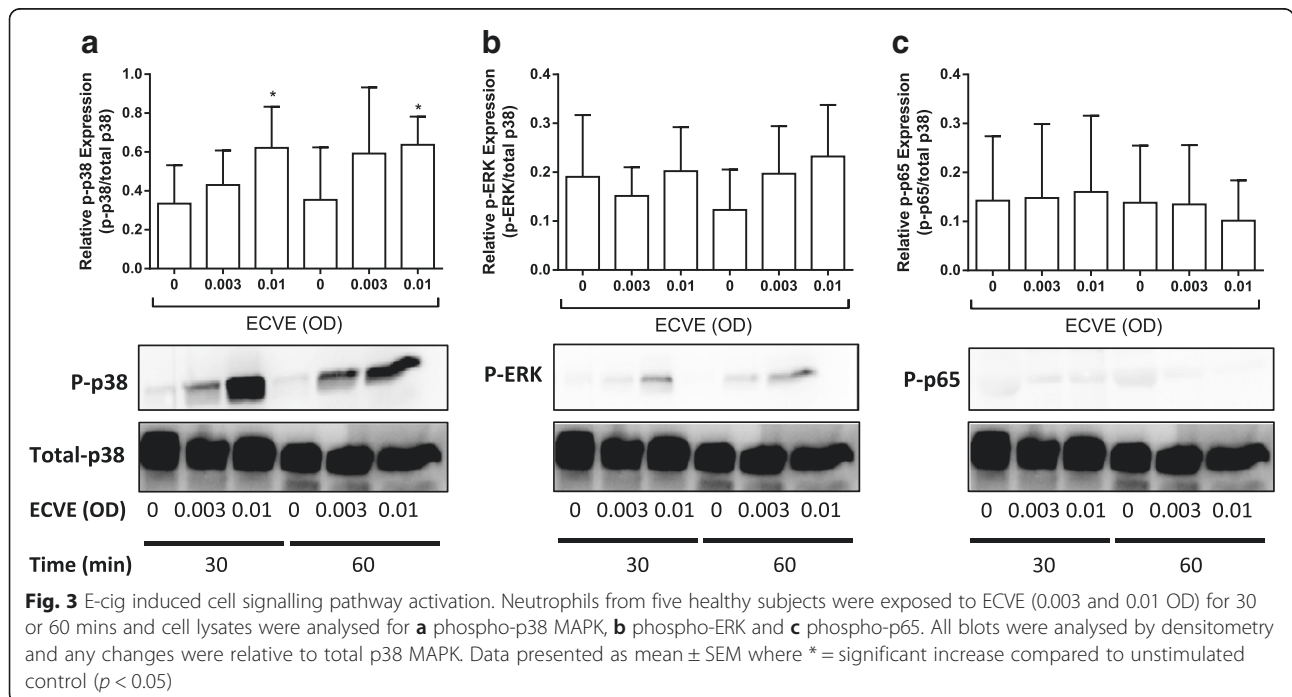 a
b
c
Relative p-p38 Expression
(p-p38/total p38)
1.0
0.8
0.6
0.4
0.2
0.0
*
*
0 0.003 0.01 0 0.003 0.01
ECVE (OD)
Relative p-ERK Expression
(p-ERK/total p38)
0.4
0.3
0.2
0.1
0.0
0 0.003 0.01 0 0.003 0.01
ECVE (OD)
Relative p-p65 Expression
(p-p65/total p38)
0.4
0.3
0.2
0.1
0.0
0 0.003 0.01 0 0.003 0.01
ECVE (OD)
P-p38
P-ERK
P-p65
Total-p38
ECVE (OD) 0 0.003 0.01 0 0.003 0.01
0 0.003 0.01 0 0.003 0.01
0 0.003 0.01 0 0.003 0.01
Time (min) 30 60
30 60
30 60
Fig. 3 E-cig induced cell signalling pathway activation. Neutrophils from five healthy subjects were exposed to ECVE (0.003 and 0.01 OD) for 30
or 60 mins and cell lysates were analysed for a phospho-p38 MAPK, b phospho-ERK and c phospho-p65. All blots were analysed by densitometry
and any changes were relative to total p38 MAPK. Data presented as mean ± SEM where * = significant increase compared to unstimulated
control (p < 0.05)